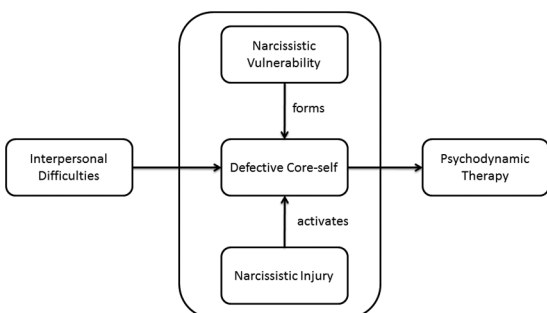 Narcissistic
Vulnerability
forms
Interpersonal
Difficulties
Defective Core-self
Psychodynamic
Therapy
activates
Narcissistic Injury